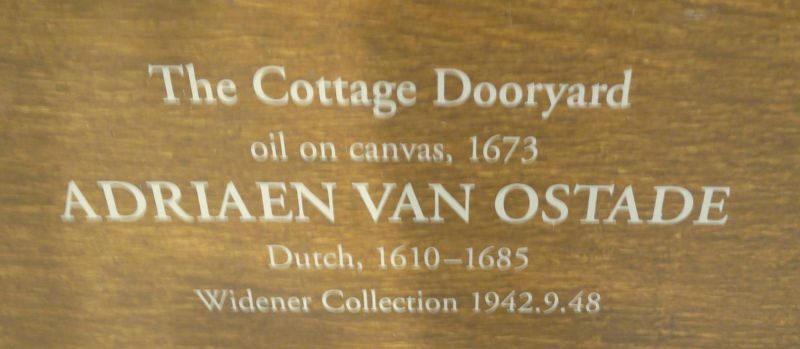 The Cottage Dooryard
oil on canvas, 1673
ADRIAEN VAN OSTADE
Dutch, 1610–1685
Widener Collection 1942.9.48